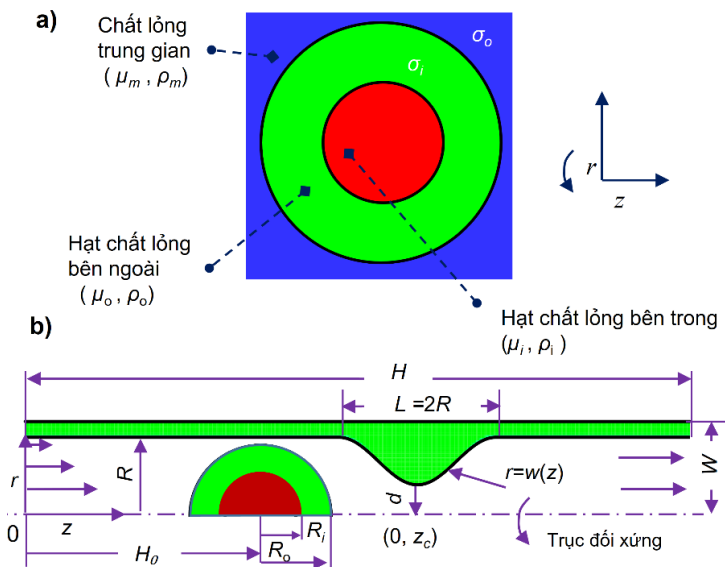 a)
Chất lỏng
trung gian
( μm , ρm)
σo
σi
r
z
Hạt chất lỏng
bên ngoài
( μo , ρo)
Hạt chất lỏng bên trong
(μi , ρi )
b)
H
L =2R
r
R
W
r=w(z)
d
0
z
Ri
(0, zc)
H0
Ro
Trục đối xứng